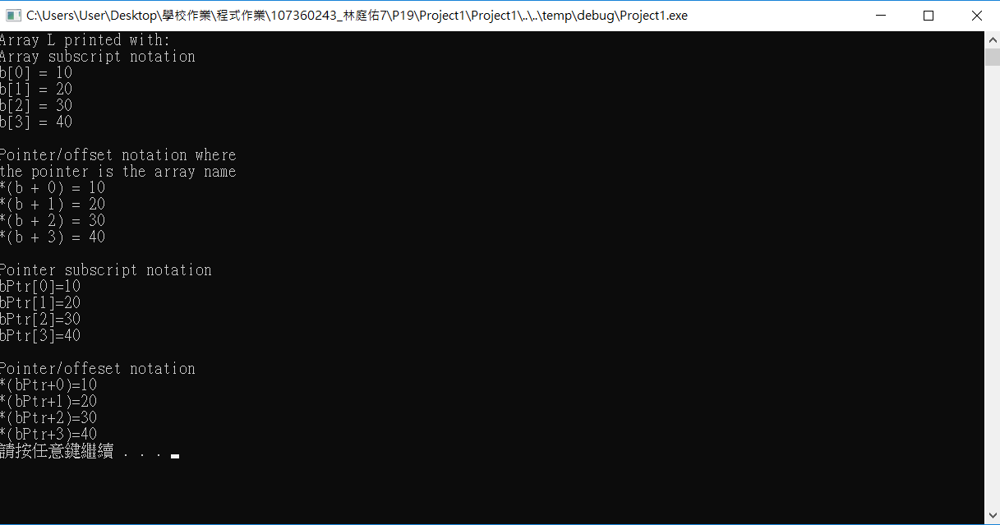 C:\Users\User\Desktop\學校作業\程式作業\107360243_林庭佑7\P19\Project1\Project1\..\..\temp\debug\Project1.exe
Array L printed with:
Array subscript notation
b[0] = 10
b[1] = 20
b[2] = 30
b[3] = 40
Pointer/offset notation where
the pointer is the array name
*(b + 0) = 10
*(b + 1) = 20
*(b + 2) = 30
*(b + 3) = 40
Pointer subscript notation
bPtr[0]=10
bPtr[1]=20
bPtr[2]=30
bPtr[3]=40
Pointer/offeset notation
*(bPtr+0)=10
*(bPtr+1)=20
*(bPtr+2)=30
*(bPtr+3)=40
請按任意鍵繼續 . . .